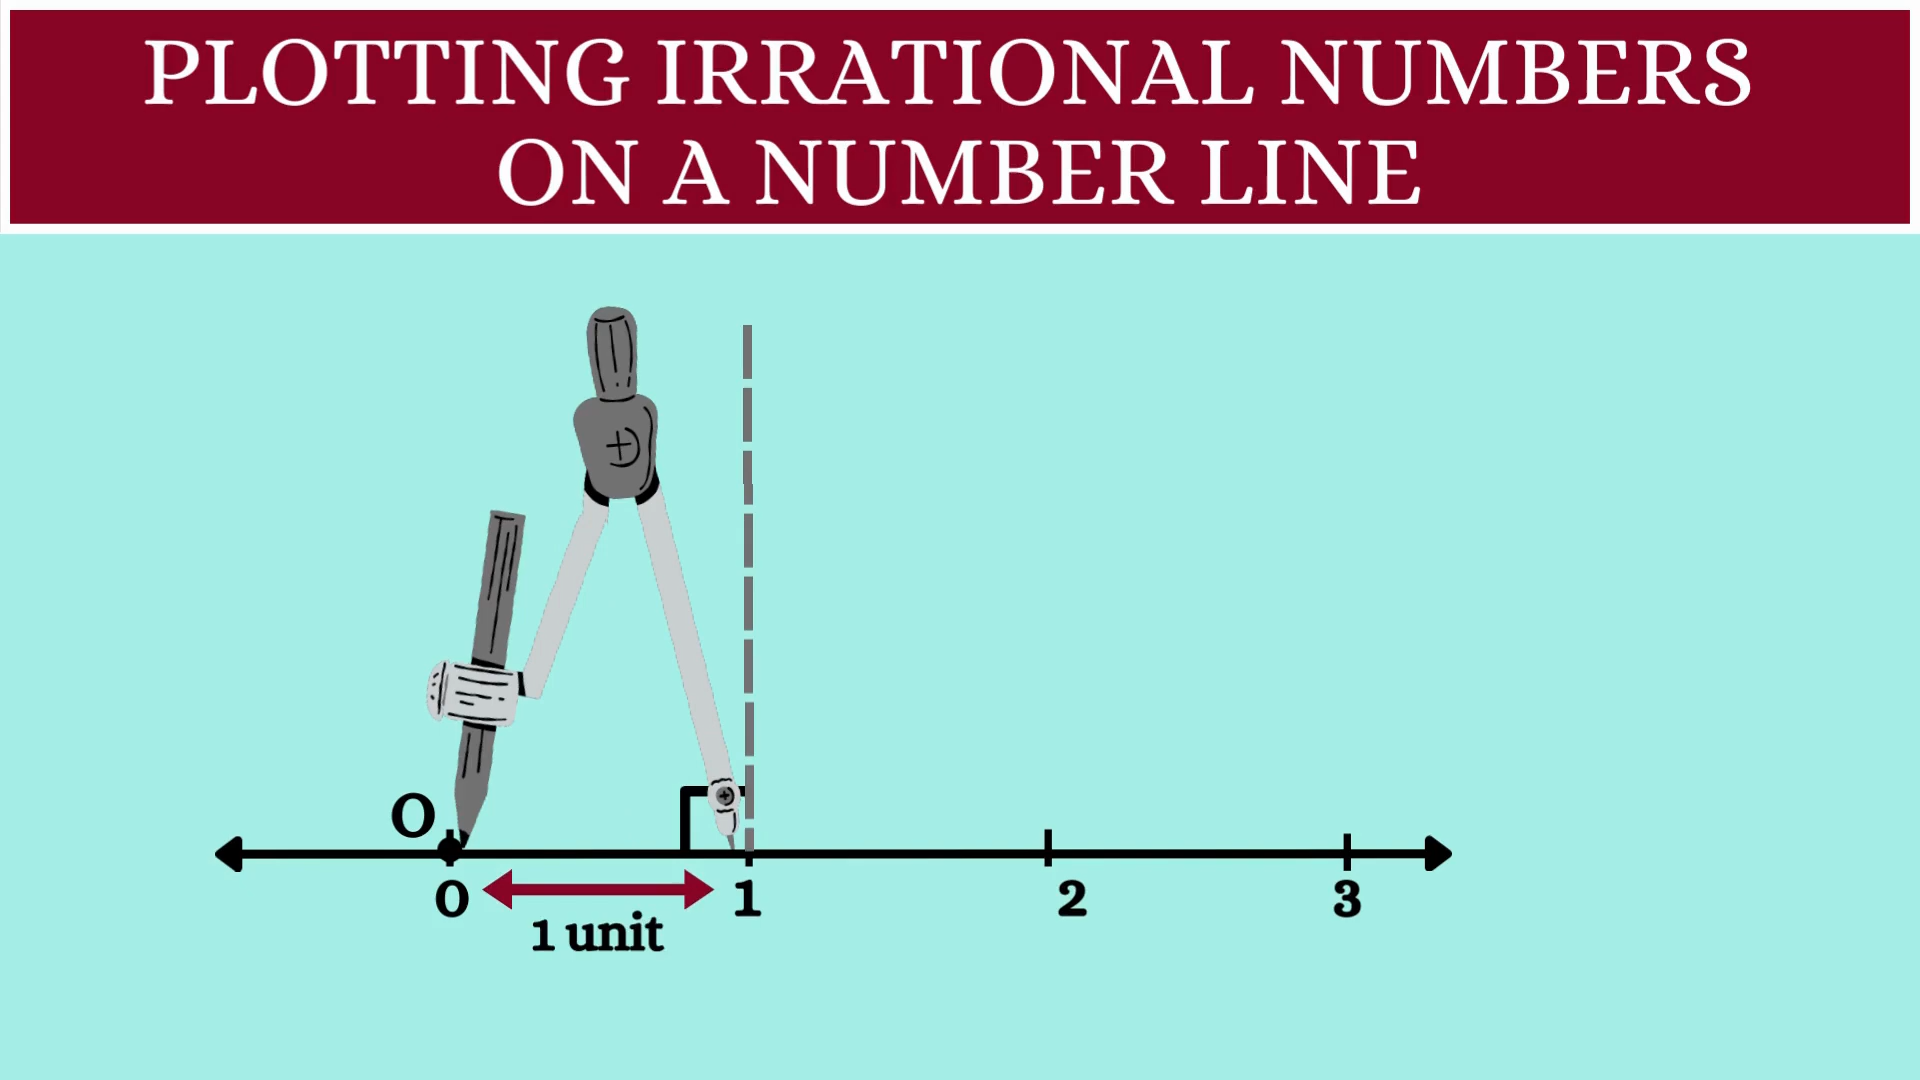 PLOTTING IRRATIONAL NUMBERS
ON A NUMBER LINE
O
0 1 2 3
1 unit